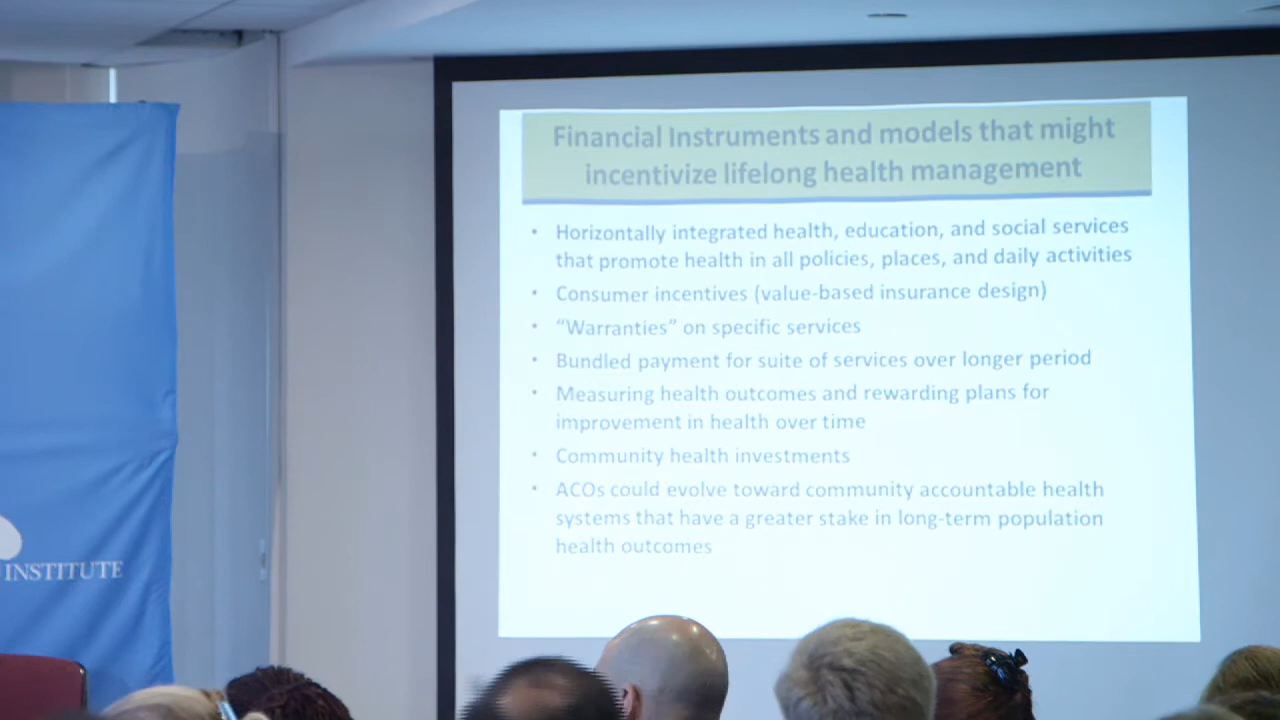 Financial Instruments and models that might
incentivize lifelong health management
• Horizontally integrated health, education, and social services
that promote health in all policies, places, and daily activities
• Consumer incentives (value-based insurance design)
• “Warranties” on specific services
• Bundled payment for suite of services over longer period
• Measuring health outcomes and rewarding plans for
improvement in health over time
• Community health investments
• ACOs could evolve toward community accountable health
systems that have a greater stake in long-term population
health outcomes
INSTITUTE